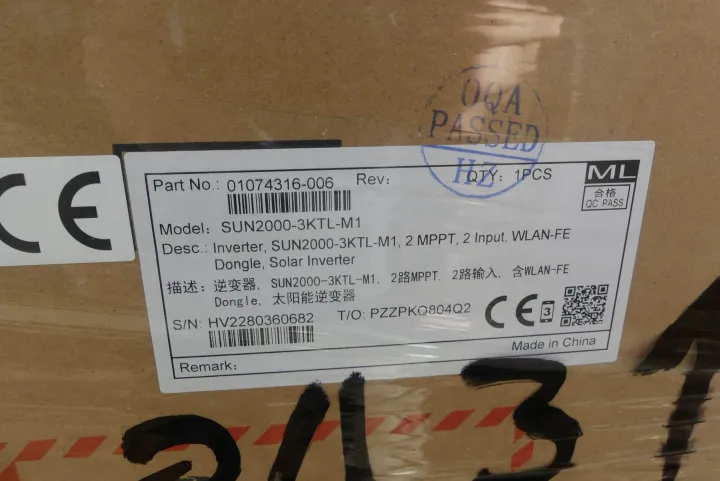 OQA
PASSED
HZ
CE
Part No.: 01074316-006 Rev: QTY: 1PCS
ML
合格
QC PASS
Model: SUN2000-3KTL-M1
Desc.: Inverter, SUN2000-3KTL-M1, 2 MPPT, 2 Input, WLAN-FE
Dongle, Solar Inverter
描述: 逆变器, SUN2000-3KTL-M1, 2路MPPT, 2路输入, 含WLAN-FE
Dongle, 太阳能逆变器
S/N: HV2280360682 T/O: PZZPKO804Q2
CE 3
Made in China
Remark: